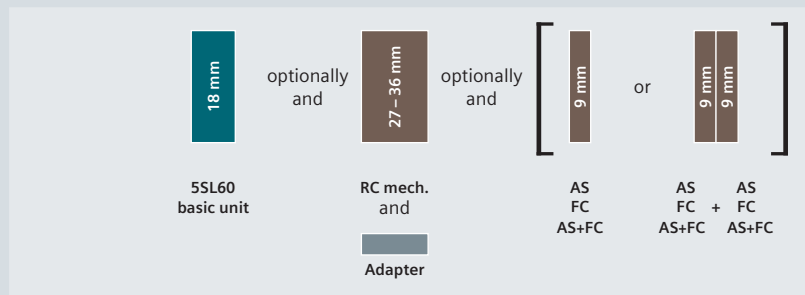 18 mm
optionally
and
27 – 36 mm
optionally
and
9 mm
or
9 mm
9 mm
5SL60
basic unit
RC mech.
and
Adapter
AS
FC
AS+FC
AS AS
FC + FC
AS+FC AS+FC